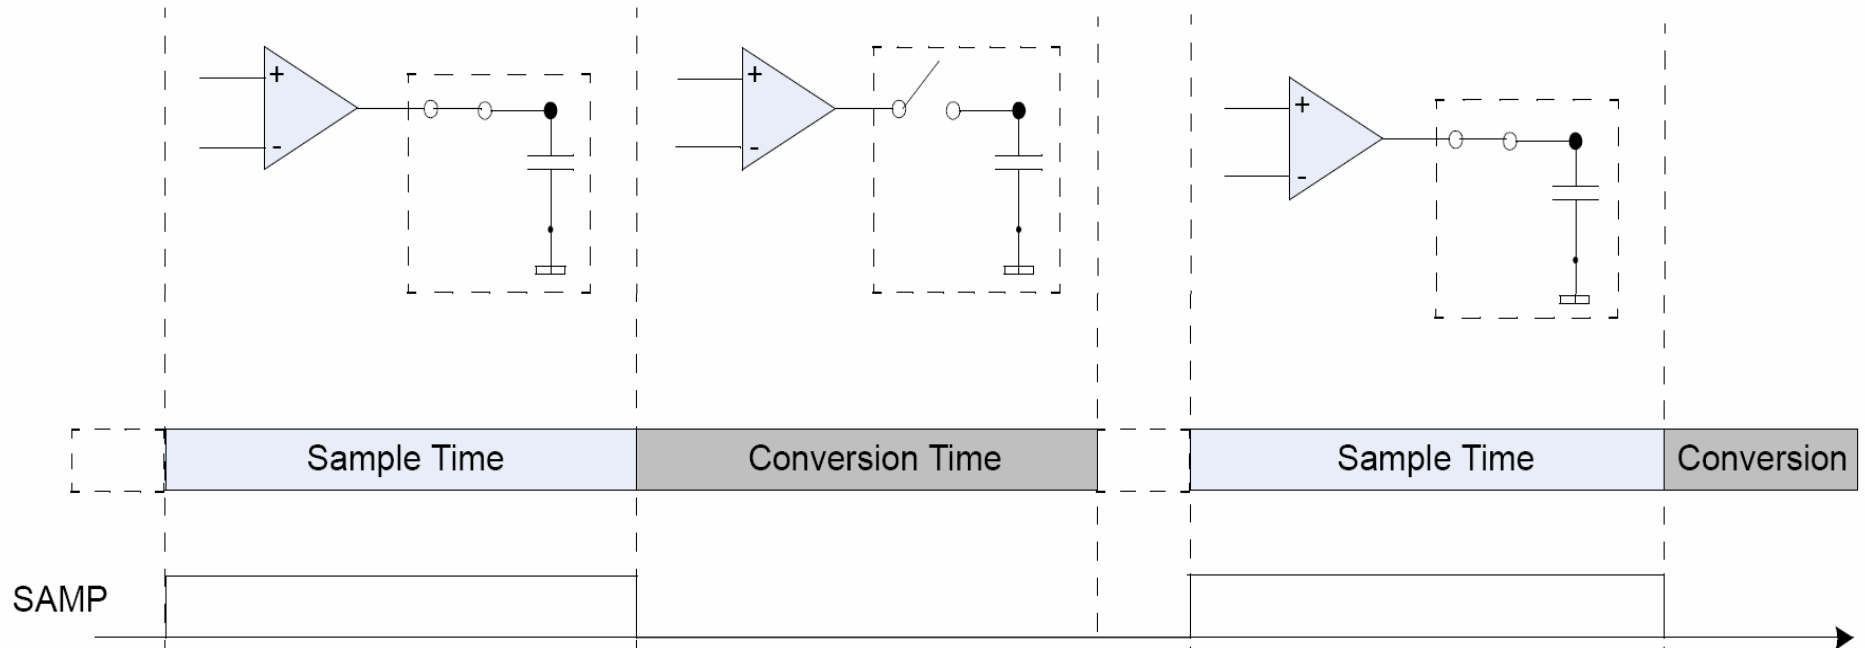 +
-
+
-
+
-
Sample Time
Conversion Time
Sample Time
Conversion
SAMP